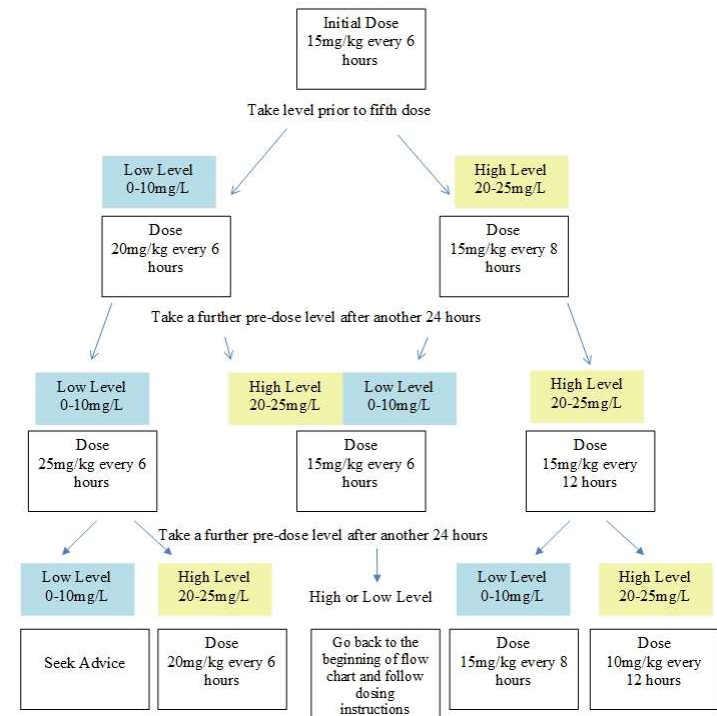 Initial Dose
15mg/kg every 6
hours
Take level prior to fifth dose
Low Level
0-10mg/L
High Level
20-25mg/L
Dose
20mg/kg every 6
hours
Dose
15mg/kg every 8
hours
Take a further pre-dose level after another 24 hours
Low Level
0-10mg/L
High Level
20-25mg/L
Low Level
0-10mg/L
High Level
20-25mg/L
Dose
25mg/kg every 6
hours
Dose
15mg/kg every 6
hours
Dose
15mg/kg every
12 hours
Take a further pre-dose level after another 24 hours
Low Level
0-10mg/L
High Level
20-25mg/L
High or Low Level
Low Level
0-10mg/L
High Level
20-25mg/L
Seek Advice
Dose
20mg/kg every 6
hours
Go back to the
beginning of flow
chart and follow
dosing
instructions
Dose
15mg/kg every 8
hours
Dose
10mg/kg every
12 hours